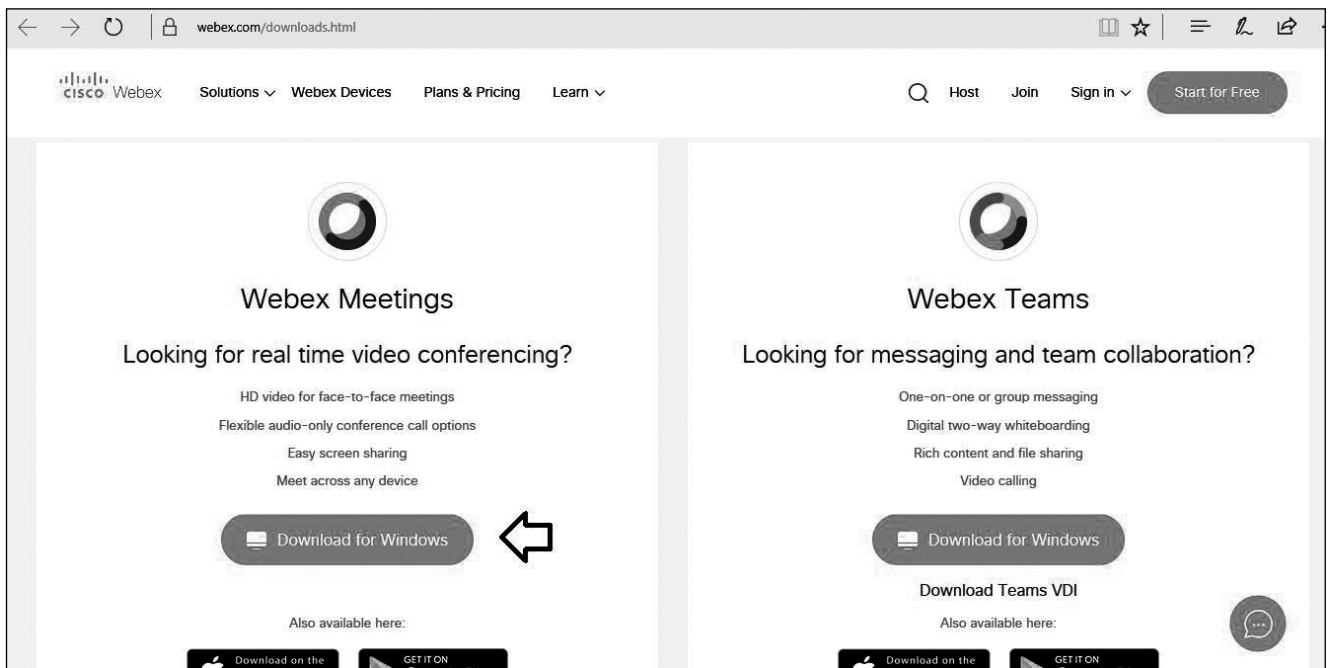 webex.com/downloads.html
cisco Webex
Solutions
Webex Devices
Plans & Pricing
Learn
Host
Join
Sign in
Start for Free
Webex Meetings
Looking for real time video conferencing?
HD video for face-to-face meetings
Flexible audio-only conference call options
Easy screen sharing
Meet across any device
Download for Windows
Also available here:
Download on the
GET IT ON
Webex Teams
Looking for messaging and team collaboration?
One-on-one or group messaging
Digital two-way whiteboarding
Rich content and file sharing
Video calling
Download for Windows
Download Teams VDI
Also available here:
Download on the
GET IT ON